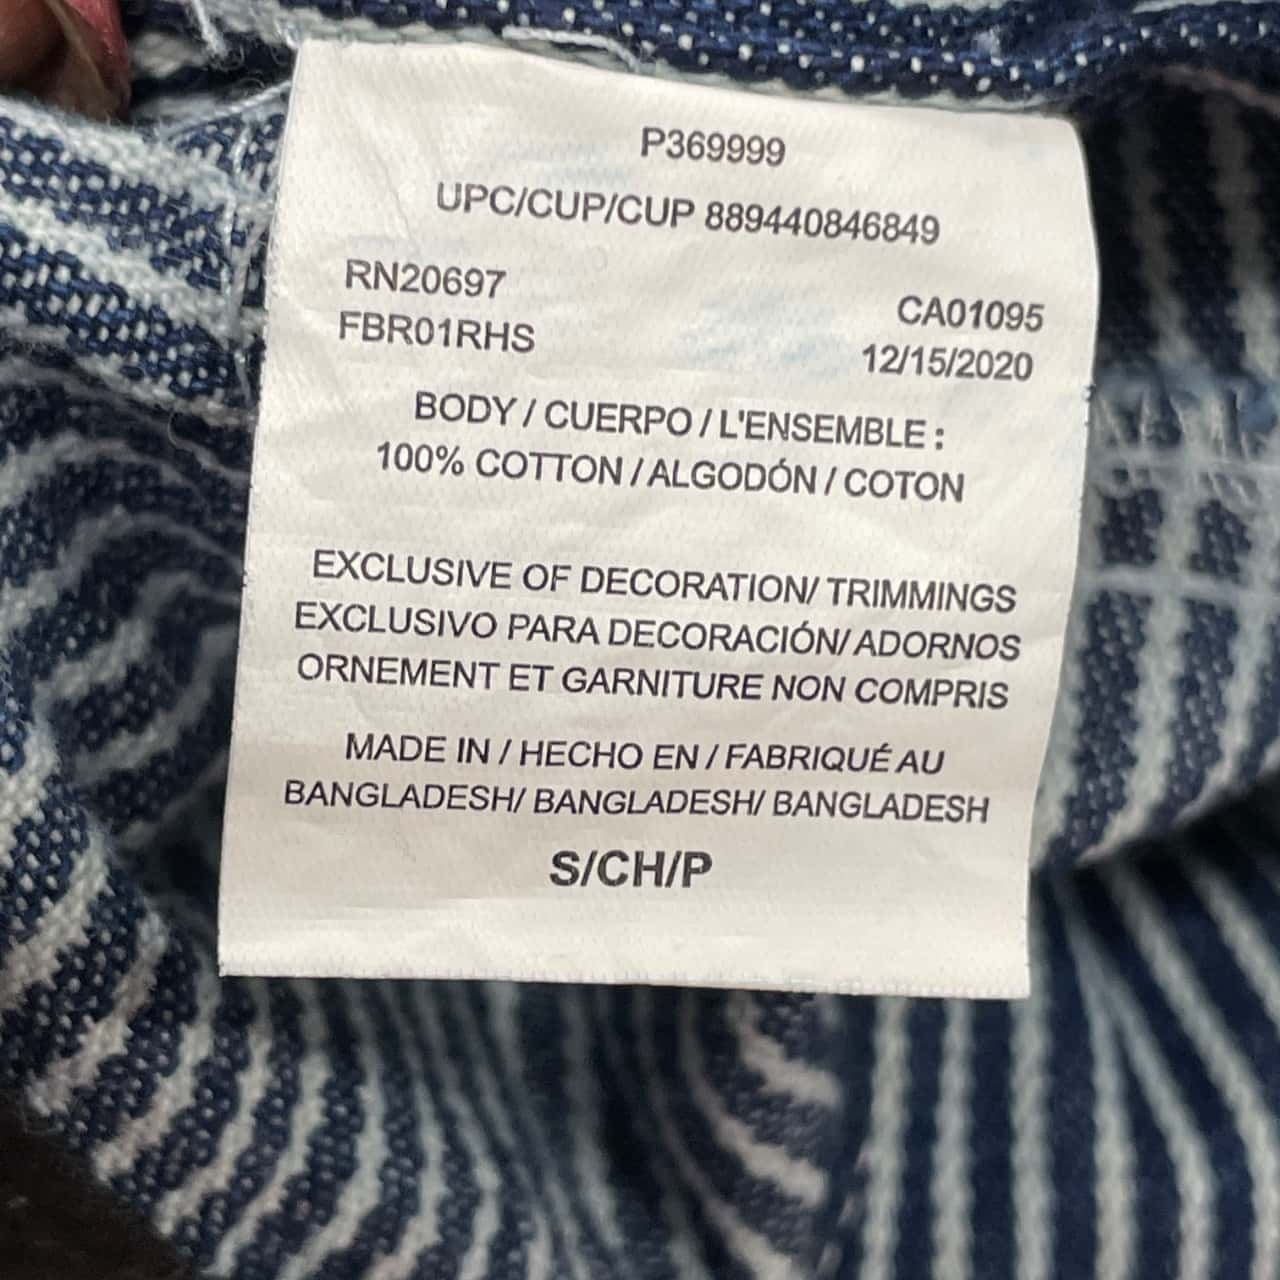 P369999
UPC/CUP/CUP 889440846849
RN20697
CA01095
FBR01RHS
12/15/2020
BODY / CUERPO / L'ENSEMBLE :
100% COTTON / ALGODÓN / COTON
EXCLUSIVE OF DECORATION/ TRIMMINGS
EXCLUSIVO PARA DECORACIÓN/ ADORNOS
ORNEMENT ET GARNITURE NON COMPRIS
MADE IN / HECHO EN / FABRIQUÉ AU
BANGLADESH/ BANGLADESH/ BANGLADESH
S/CH/P